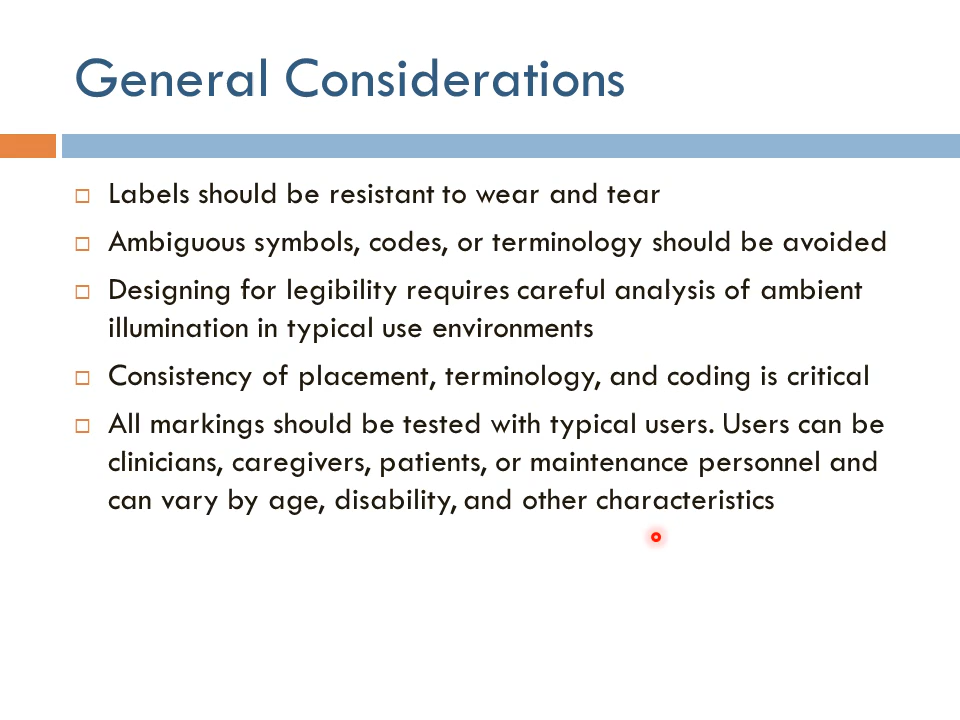 General Considerations
Labels should be resistant to wear and tear
Ambiguous symbols, codes, or terminology should be avoided
Designing for legibility requires careful analysis of ambient
illumination in typical use environments
Consistency of placement, terminology, and coding is critical
All markings should be tested with typical users. Users can be
clinicians, caregivers, patients, or maintenance personnel and
can vary by age, disability, and other characteristics